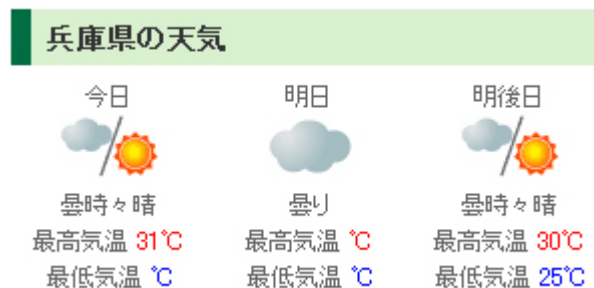 兵庫県の天気
今日 明日 明後日
曇時々晴 曇り 曇時々晴
最高気温 31℃ 最高気温 ℃ 最高気温 30℃
最低気温 ℃ 最低気温 ℃ 最低気温 25℃